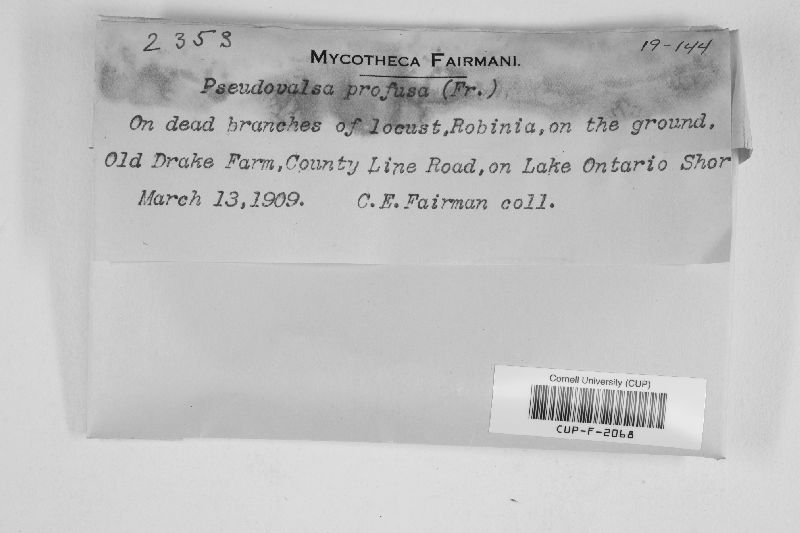 2353 19-144
MYCOTHECA FAIRMANI.
Pseudovalsa profusa (Fr.)
On dead branches of locust,Robinia,on the ground.
Old Drake Farm,County Line Road,on Lake Ontario Shor
March 13,1909. C.E.Fairman coll.
Cornell University (CUP)
CUP-F-2068